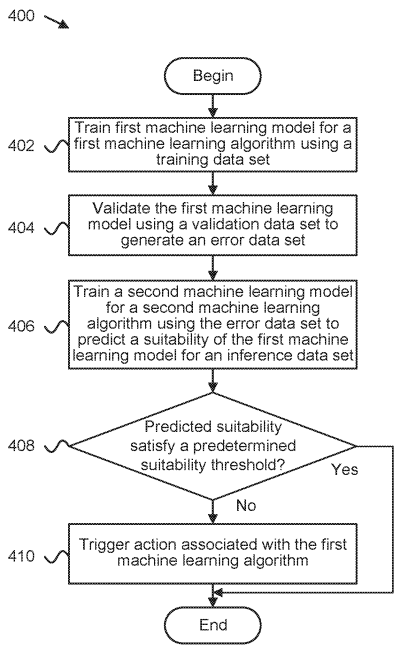 400
Begin
402
Train first machine learning model for a
first machine learning algorithm using a
training data set
404
Validate the first machine learning
model using a validation data set to
generate an error data set
406
Train a second machine learning model
for a second machine learning
algorithm using the error data set to
predict a suitability of the first machine
learning model for an inference data set
408
Predicted suitability
satisfy a predetermined
suitability threshold?
Yes
No
410
Trigger action associated with the first
machine learning algorithm
End